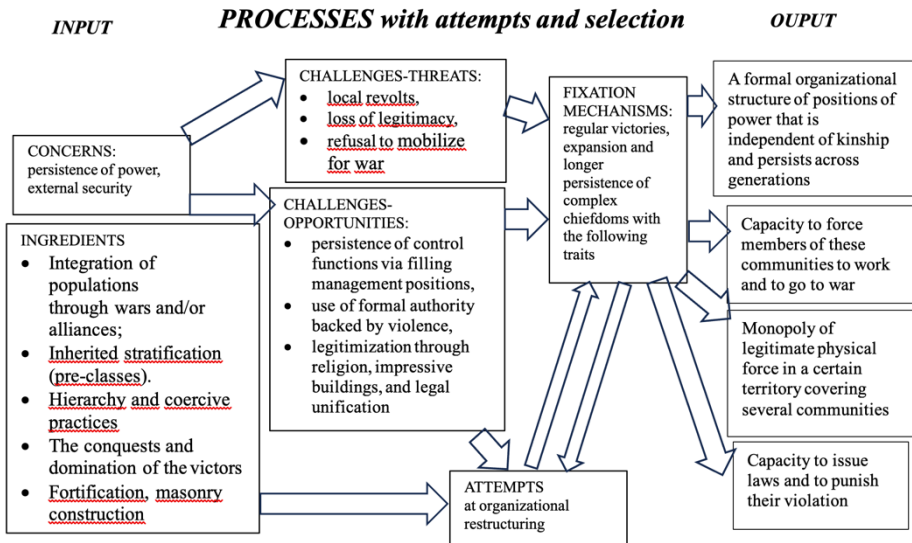 INPUT
PROCESSES with attempts and selection
OUPUT
CONCERNS:
persistence of power,
external security
INGREDIENTS
• Integration of
populations
through wars and/or
alliances;
• Inherited stratification
(pre-classes).
• Hierarchy and coercive
practices
• The conquests and
domination of the victors
• Fortification, masonry
construction
CHALLENGES-THREATS:
• local revolts,
• loss of legitimacy,
• refusal to mobilize
for war
CHALLENGES-
OPPORTUNITIES:
• persistence of control
functions via filling
management positions,
• use of formal authority
backed by violence,
• legitimization through
religion, impressive
buildings, and legal
unification
ATTEMPTS
at organizational
restructuring
FIXATION
MECHANISMS:
regular victories,
expansion and
longer
persistence of
complex
chiefdoms with
the following
traits
A formal organizational
structure of positions of
power that is
independent of kinship
and persists across
generations
Capacity to force
members of these
communities to work
and to go to war
Monopoly of
legitimate physical
force in a certain
territory covering
several communities
Capacity to issue
laws and to punish
their violation